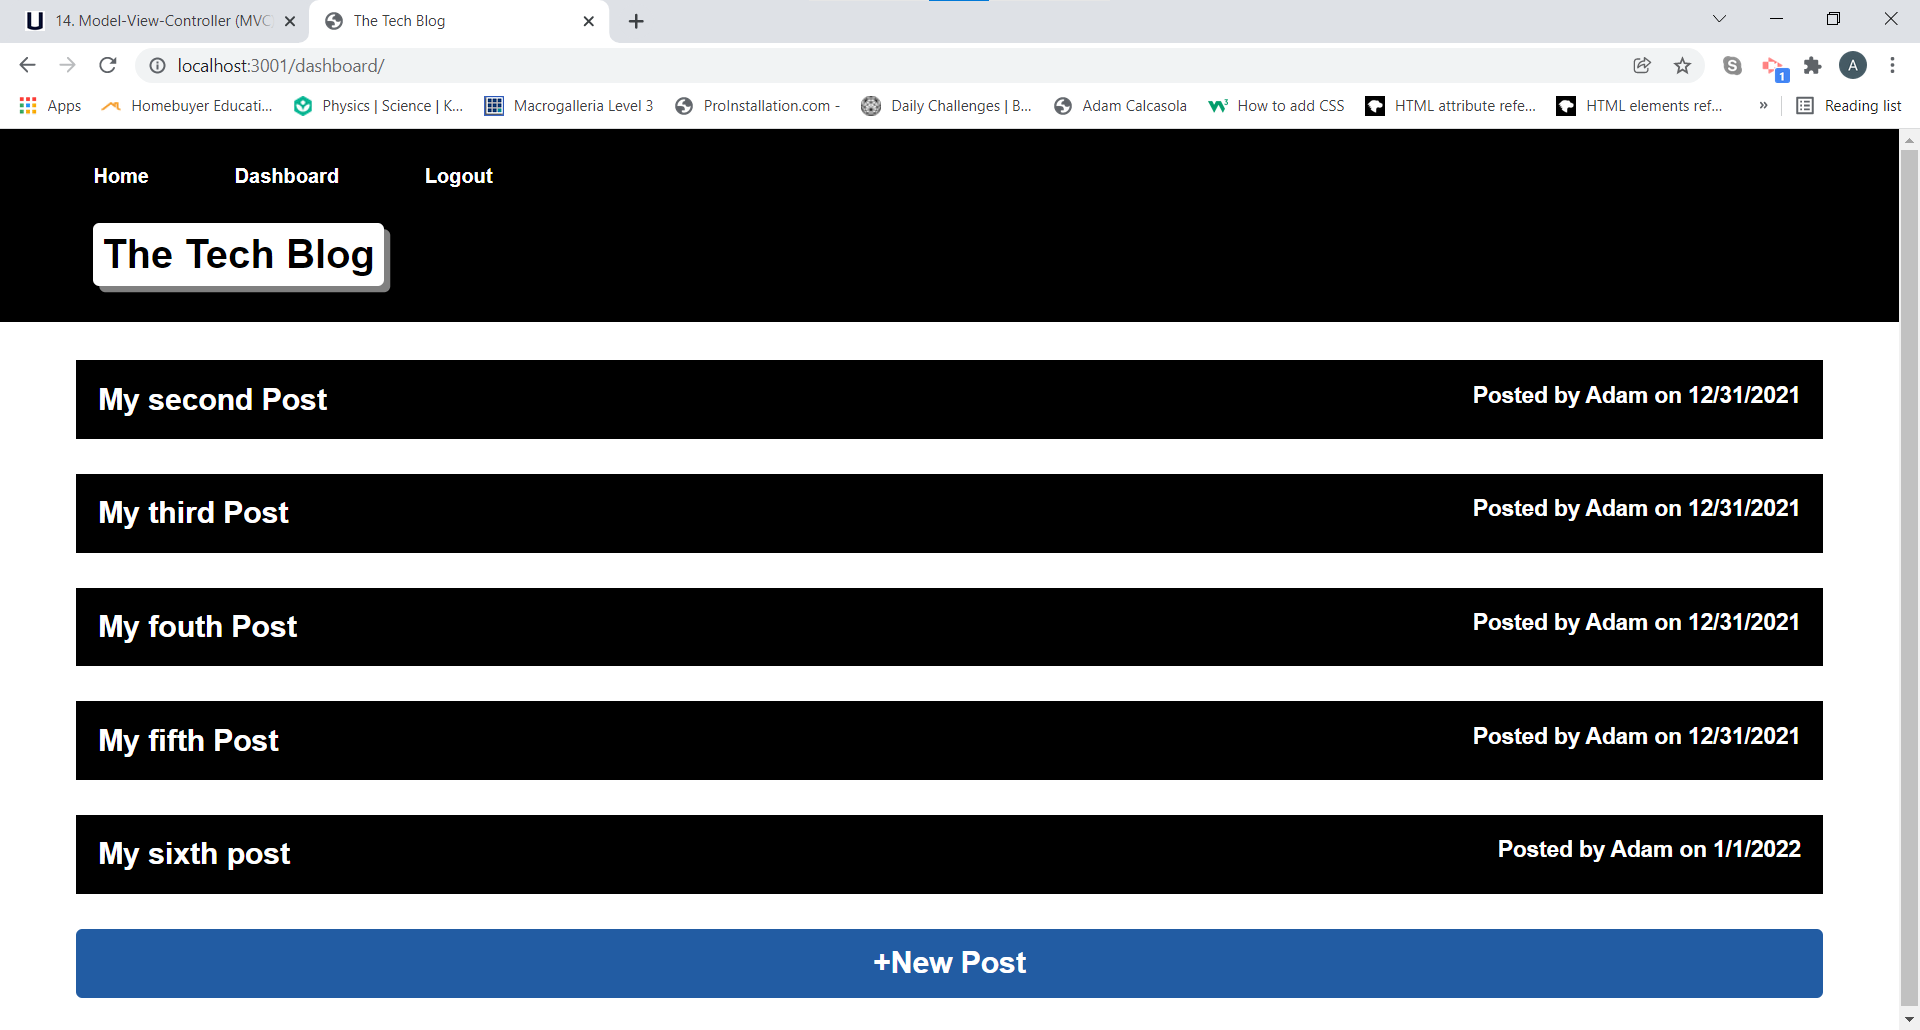 14. Model-View-Controller (MVC
The Tech Blog
localhost:3001/dashboard/
A
1
Apps
Homebuyer Educati...
Physics | Science | K...
Macrogalleria Level 3
ProInstallation.com -
Daily Challenges | B...
Adam Calcasola
How to add CSS
HTML attribute refe...
HTML elements ref...
»
Reading list
Home
Dashboard
Logout
The Tech Blog
My second Post
Posted by Adam on 12/31/2021
My third Post
Posted by Adam on 12/31/2021
My fouth Post
Posted by Adam on 12/31/2021
My fifth Post
Posted by Adam on 12/31/2021
My sixth post
Posted by Adam on 1/1/2022
+New Post